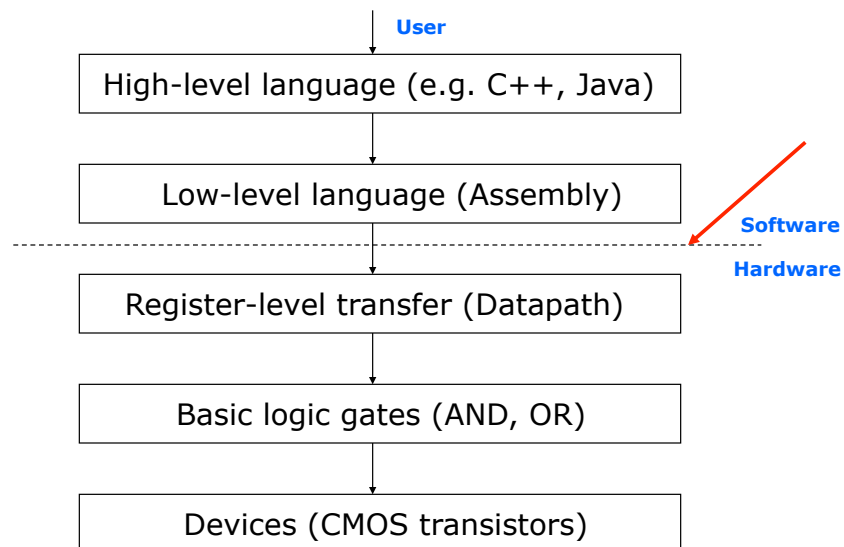 User
High-level language (e.g. C++, Java)
Low-level language (Assembly)
Software
Hardware
Register-level transfer (Datapath)
Basic logic gates (AND, OR)
Devices (CMOS transistors)